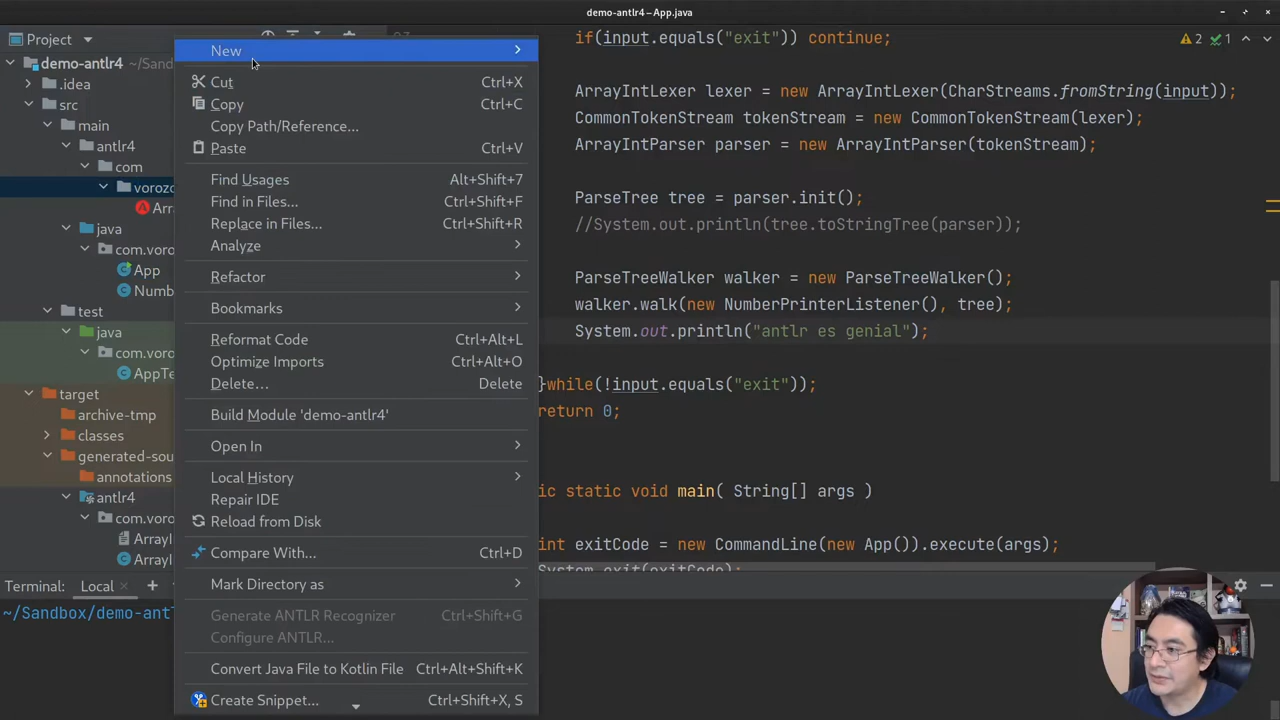 demo-antlr4 – App.java
Project
demo-antlr4
.idea
src
main
antlr4
com
voroz
Arr
java
com.voro
App
Numb
test
java
com.voro
AppTe
target
archive-tmp
classes
generated-sou
annotations
antlr4
com.voro
ArrayI
ArrayI
New
Cut Ctrl+X
Copy Ctrl+C
Copy Path/Reference...
Paste Ctrl+V
Find Usages Alt+Shift+7
Find in Files... Ctrl+Shift+F
Replace in Files... Ctrl+Shift+R
Analyze
Refactor
Bookmarks
Reformat Code Ctrl+Alt+L
Optimize Imports Ctrl+Alt+O
Delete... Delete
Build Module 'demo-antlr4'
Open In
Local History
Repair IDE
Reload from Disk
Compare With... Ctrl+D
Mark Directory as
Generate ANTLR Recognizer Ctrl+Shift+G
Configure ANTLR...
Convert Java File to Kotlin File Ctrl+Alt+Shift+K
Create Snippet... Ctrl+Shift+X, S
2 1
if(input.equals("exit")) continue;
ArrayIntLexer lexer = new ArrayIntLexer(CharStreams.fromString(input));
CommonTokenStream tokenStream = new CommonTokenStream(lexer);
ArrayIntParser parser = new ArrayIntParser(tokenStream);
ParseTree tree = parser.init();
//System.out.println(tree.toStringTree(parser));
ParseTreeWalker walker = new ParseTreeWalker();
walker.walk(new NumberPrinterListener(), tree);
System.out.println("antlr es genial");
}while(!input.equals("exit"));
return 0;
ic static void main( String[] args )
int exitCode = new CommandLine(new App()).execute(args);
System.exit(exitCode);
Terminal: Local
~/Sandbox/demo-antl